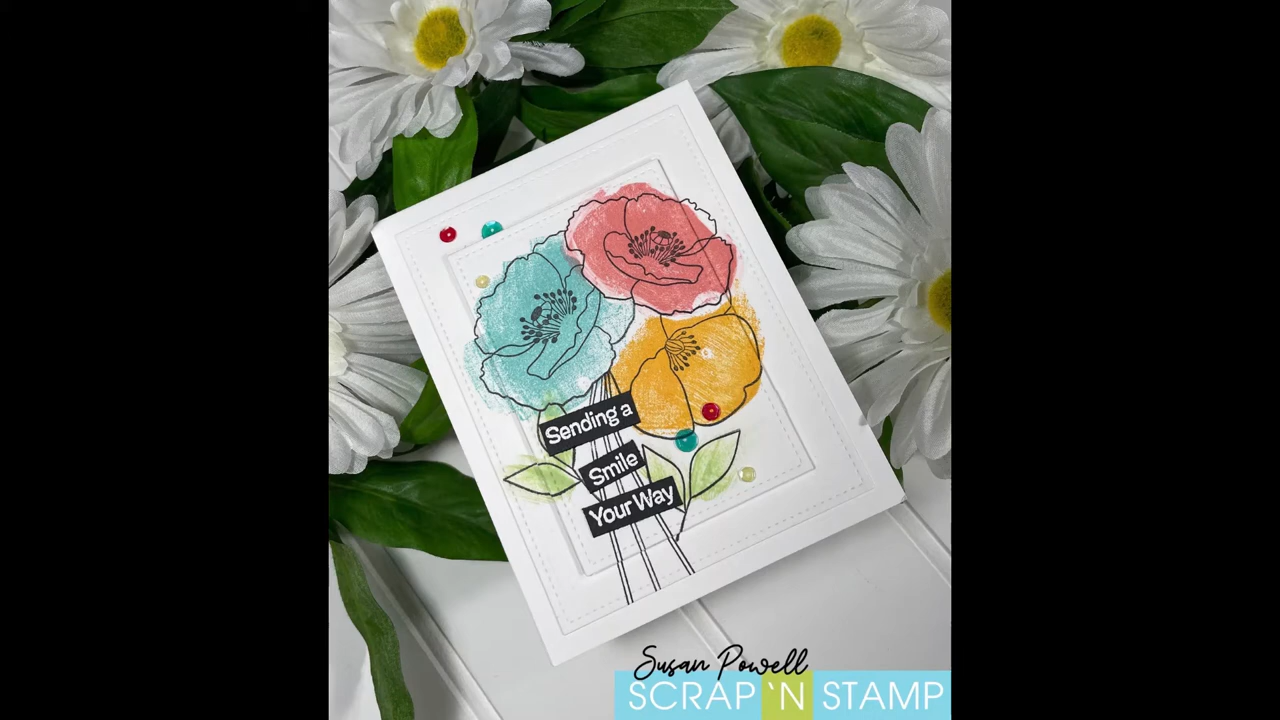 Sending a
Smile
Your Way
Susan Powell
SCRAP 'N STAMP